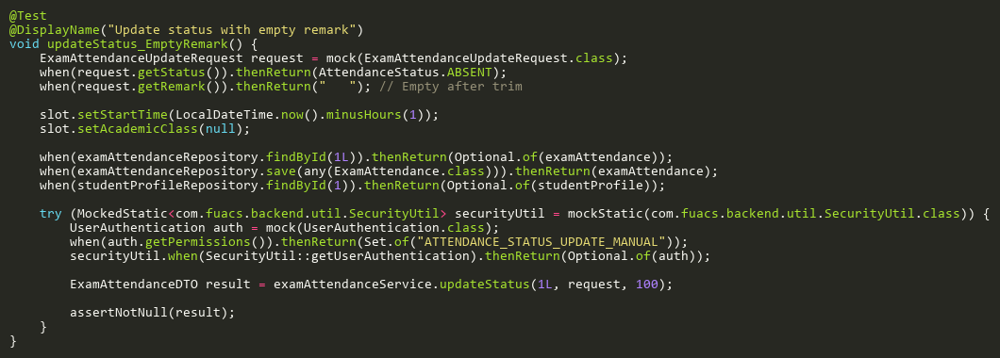 @Test
@DisplayName("Update status with empty remark")
void updateStatus_EmptyRemark() {
    ExamAttendanceUpdateRequest request = mock(ExamAttendanceUpdateRequest.class);
    when(request.getStatus()).thenReturn(AttendanceStatus.ABSENT);
    when(request.getRemark()).thenReturn("   "); // Empty after trim

    slot.setStartTime(LocalDateTime.now().minusHours(1));
    slot.setAcademicClass(null);

    when(examAttendanceRepository.findById(1L)).thenReturn(Optional.of(examAttendance));
    when(examAttendanceRepository.save(any(ExamAttendance.class))).thenReturn(examAttendance);
    when(studentProfileRepository.findById(1)).thenReturn(Optional.of(studentProfile));

    try (MockedStatic<com.fuacs.backend.util.SecurityUtil> securityUtil = mockStatic(com.fuacs.backend.util.SecurityUtil.class)) {
        UserAuthentication auth = mock(UserAuthentication.class);
        when(auth.getPermissions()).thenReturn(Set.of("ATTENDANCE_STATUS_UPDATE_MANUAL"));
        securityUtil.when(SecurityUtil::getUserAuthentication).thenReturn(Optional.of(auth));

        ExamAttendanceDTO result = examAttendanceService.updateStatus(1L, request, 100);

        assertNotNull(result);
    }
}